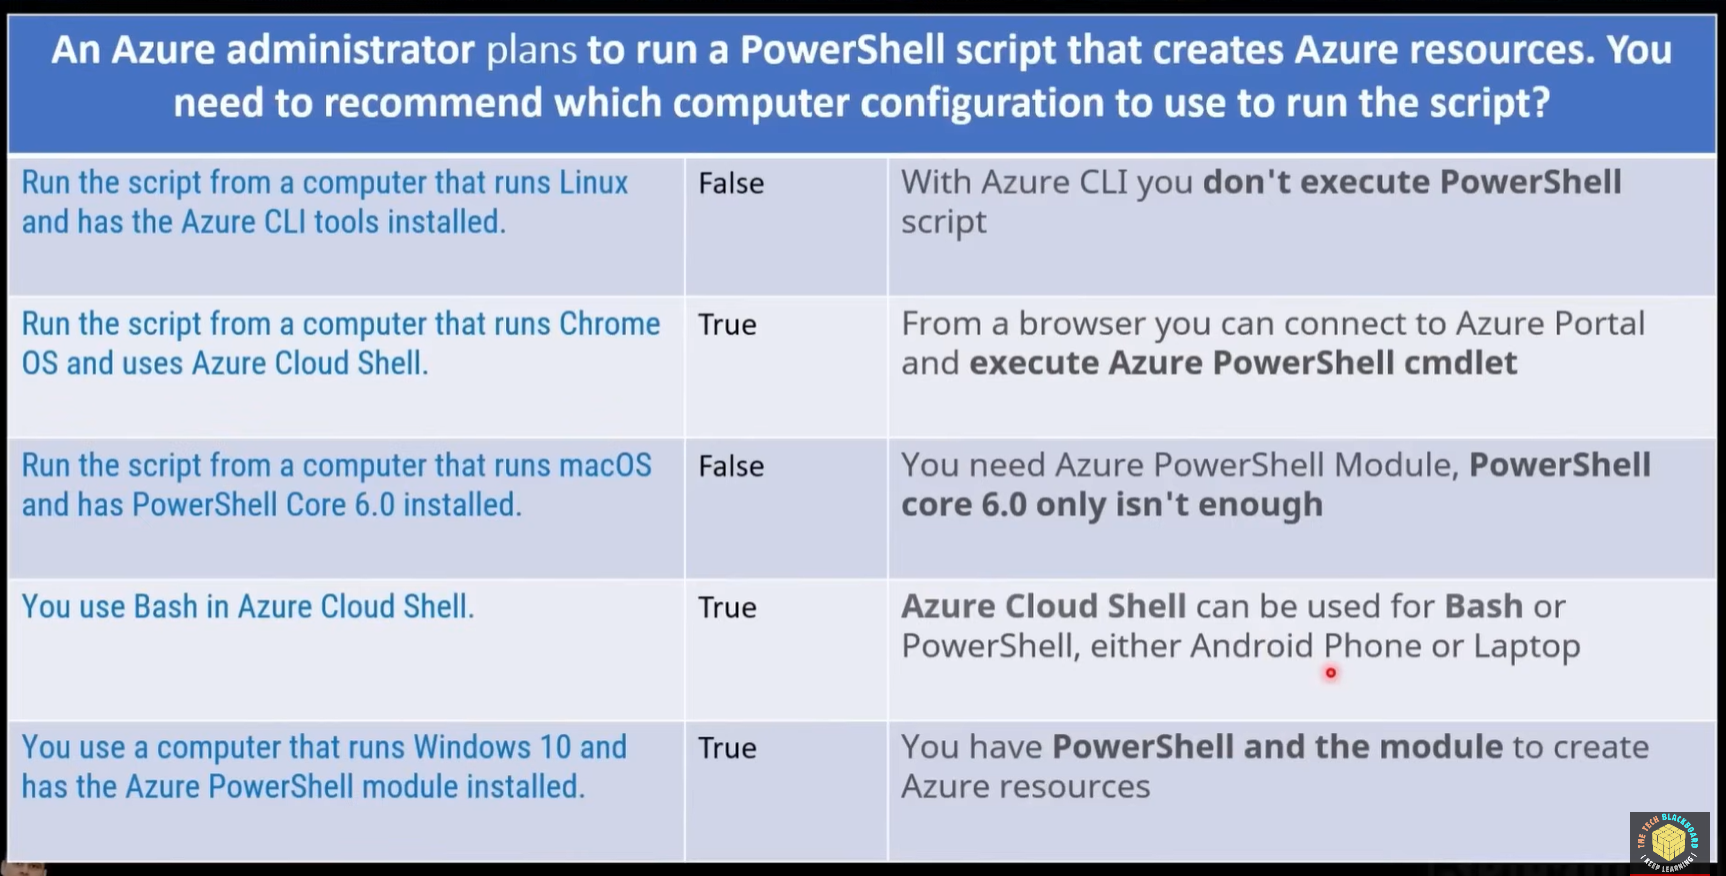 An Azure administrator plans to run a PowerShell script that creates Azure resources. You
need to recommend which computer configuration to use to run the script?
Run the script from a computer that runs Linux
and has the Azure CLI tools installed.
False
With Azure CLI you don't execute PowerShell
script
Run the script from a computer that runs Chrome
OS and uses Azure Cloud Shell.
True
From a browser you can connect to Azure Portal
and execute Azure PowerShell cmdlet
Run the script from a computer that runs macOS
and has PowerShell Core 6.0 installed.
False
You need Azure PowerShell Module, PowerShell
core 6.0 only isn't enough
You use Bash in Azure Cloud Shell.
True
Azure Cloud Shell can be used for Bash or
PowerShell, either Android Phone or Laptop
You use a computer that runs Windows 10 and
has the Azure PowerShell module installed.
True
You have PowerShell and the module to create
Azure resources
THE TECH BLACKBOARD
! KEEP LEARNING !